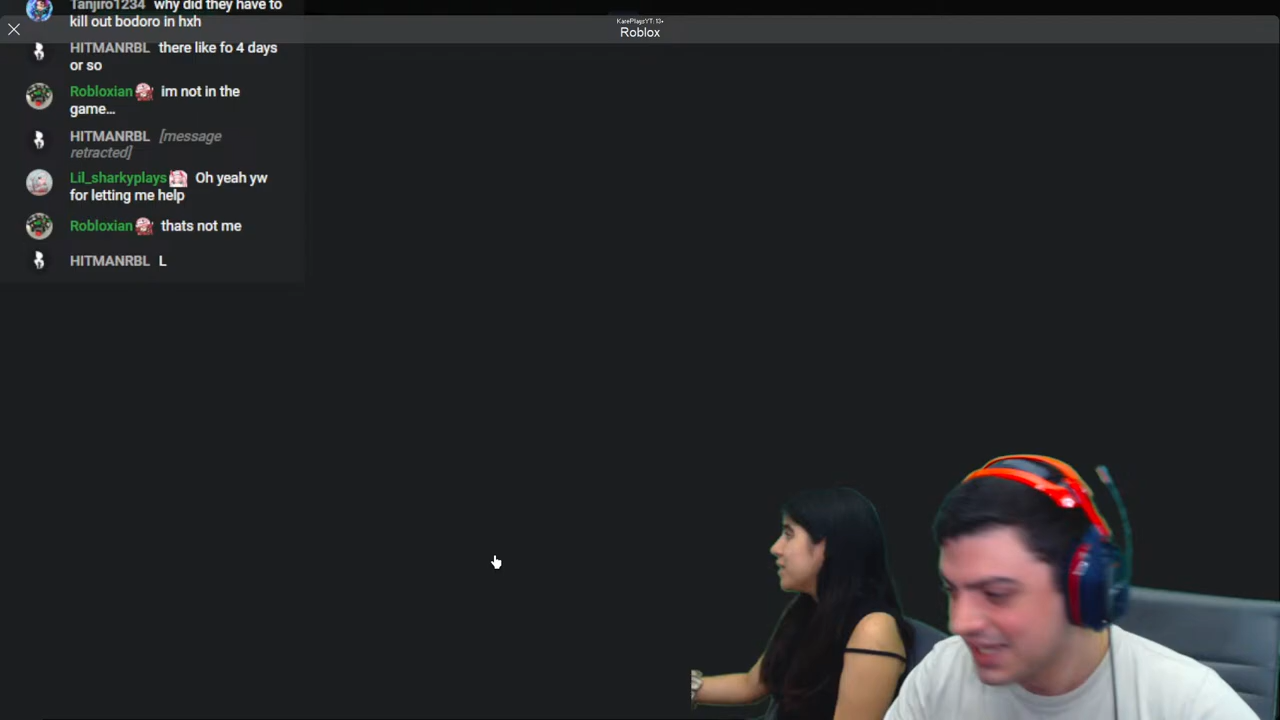 Tanjiro1234 why did they have to
kill out bodoro in hxh
KarePlayzYT: 13+
Roblox
HITMANRBL there like fo 4 days
or so
Robloxian im not in the
game...
HITMANRBL [message
retracted]
Lil_sharkyplays Oh yeah yw
for letting me help
Robloxian thats not me
HITMANRBL L